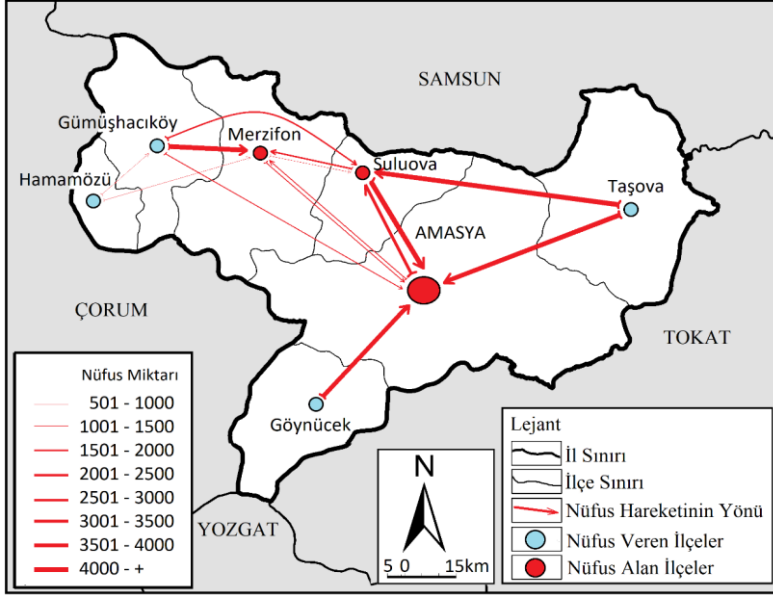 SAMSUN
Gümüşhacıköy
Merzifon
Suluova
Hamamözü
Taşova
AMASYA
ÇORUM
TOKAT
Göynücek
YOZGAT
Nüfus Miktarı
501 - 1000
1001 - 1500
1501 - 2000
2001 - 2500
2501 - 3000
3001 - 3500
3501 - 4000
4000 - +
N
5 0 15km
Lejant
İl Sınırı
İlçe Sınırı
Nüfus Hareketinin Yönü
Nüfus Veren İlçeler
Nüfus Alan İlçeler